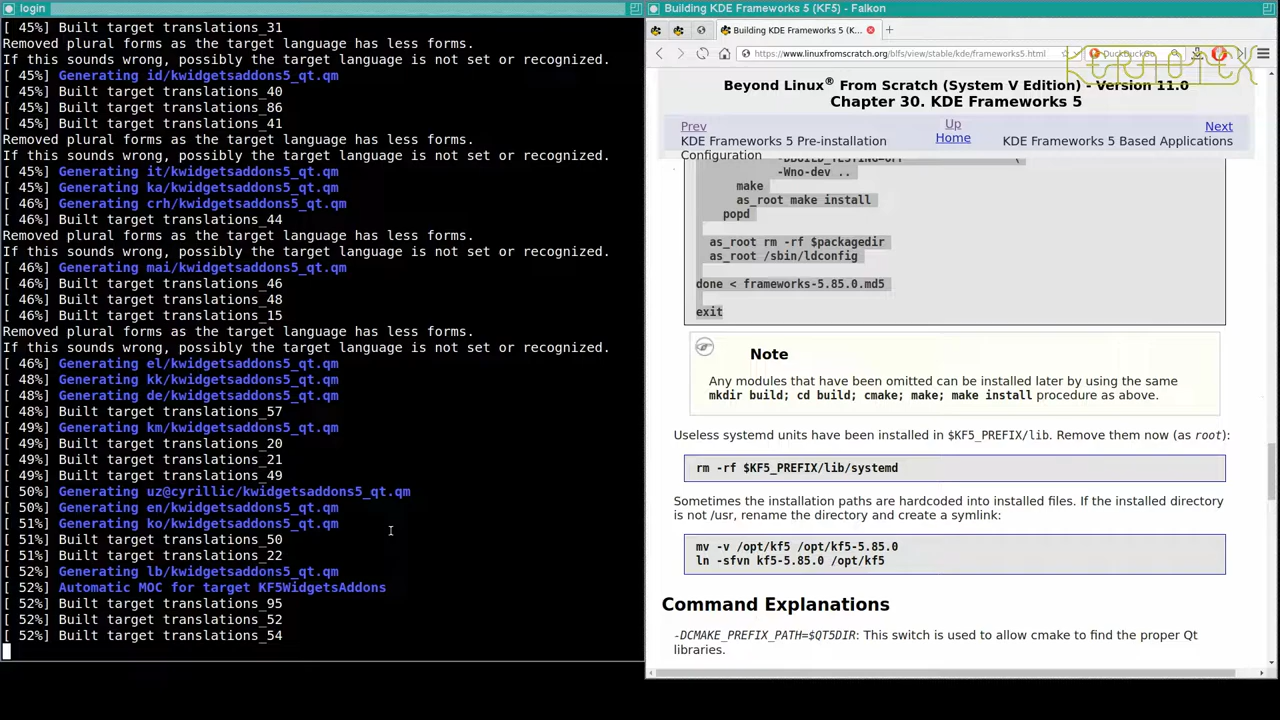 login
[ 45%] Built target translations_31
Removed plural forms as the target language has less forms.
If this sounds wrong, possibly the target language is not set or recognized.
[ 45%] Generating id/kwidgetsaddons5_qt.qm
[ 45%] Built target translations_40
[ 45%] Built target translations_86
[ 45%] Built target translations_41
Removed plural forms as the target language has less forms.
If this sounds wrong, possibly the target language is not set or recognized.
[ 45%] Generating it/kwidgetsaddons5_qt.qm
[ 45%] Generating ka/kwidgetsaddons5_qt.qm
[ 46%] Generating crh/kwidgetsaddons5_qt.qm
[ 46%] Built target translations_44
Removed plural forms as the target language has less forms.
If this sounds wrong, possibly the target language is not set or recognized.
[ 46%] Generating mai/kwidgetsaddons5_qt.qm
[ 46%] Built target translations_46
[ 46%] Built target translations_48
[ 46%] Built target translations_15
Removed plural forms as the target language has less forms.
If this sounds wrong, possibly the target language is not set or recognized.
[ 46%] Generating el/kwidgetsaddons5_qt.qm
[ 48%] Generating kk/kwidgetsaddons5_qt.qm
[ 48%] Generating de/kwidgetsaddons5_qt.qm
[ 48%] Built target translations_57
[ 49%] Generating km/kwidgetsaddons5_qt.qm
[ 49%] Built target translations_20
[ 49%] Built target translations_21
[ 49%] Built target translations_49
[ 50%] Generating uz@cyrillic/kwidgetsaddons5_qt.qm
[ 50%] Generating en/kwidgetsaddons5_qt.qm
[ 51%] Generating ko/kwidgetsaddons5_qt.qm
[ 51%] Built target translations_50
[ 51%] Built target translations_22
[ 52%] Generating lb/kwidgetsaddons5_qt.qm
[ 52%] Automatic MOC for target KF5WidgetsAddons
[ 52%] Built target translations_95
[ 52%] Built target translations_52
[ 52%] Built target translations_54
Building KDE Frameworks 5 (KF5) - Falkon
Building KDE Frameworks 5 (K...
https://www.linuxfromscratch.org/blfs/view/stable/kde/frameworks5.html
DuckDuckGo
KERNOTEX
Beyond Linux® From Scratch (System V Edition) - Version 11.0
Chapter 30. KDE Frameworks 5
Prev
KDE Frameworks 5 Pre-installation Configuration
Up
Home
Next
KDE Frameworks 5 Based Applications
-DBUILD_TESTING=OFF \
-Wno-dev ..
make
as_root make install
popd
as_root rm -rf $packagedir
as_root /sbin/ldconfig
done < frameworks-5.85.0.md5
exit
Note
Any modules that have been omitted can be installed later by using the same
mkdir build; cd build; cmake; make; make install procedure as above.
Useless systemd units have been installed in $KF5_PREFIX/lib. Remove them now (as root):
rm -rf $KF5_PREFIX/lib/systemd
Sometimes the installation paths are hardcoded into installed files. If the installed directory
is not /usr, rename the directory and create a symlink:
mv -v /opt/kf5 /opt/kf5-5.85.0
ln -sfvn kf5-5.85.0 /opt/kf5
Command Explanations
-DCMAKE_PREFIX_PATH=$QT5DIR: This switch is used to allow cmake to find the proper Qt
libraries.